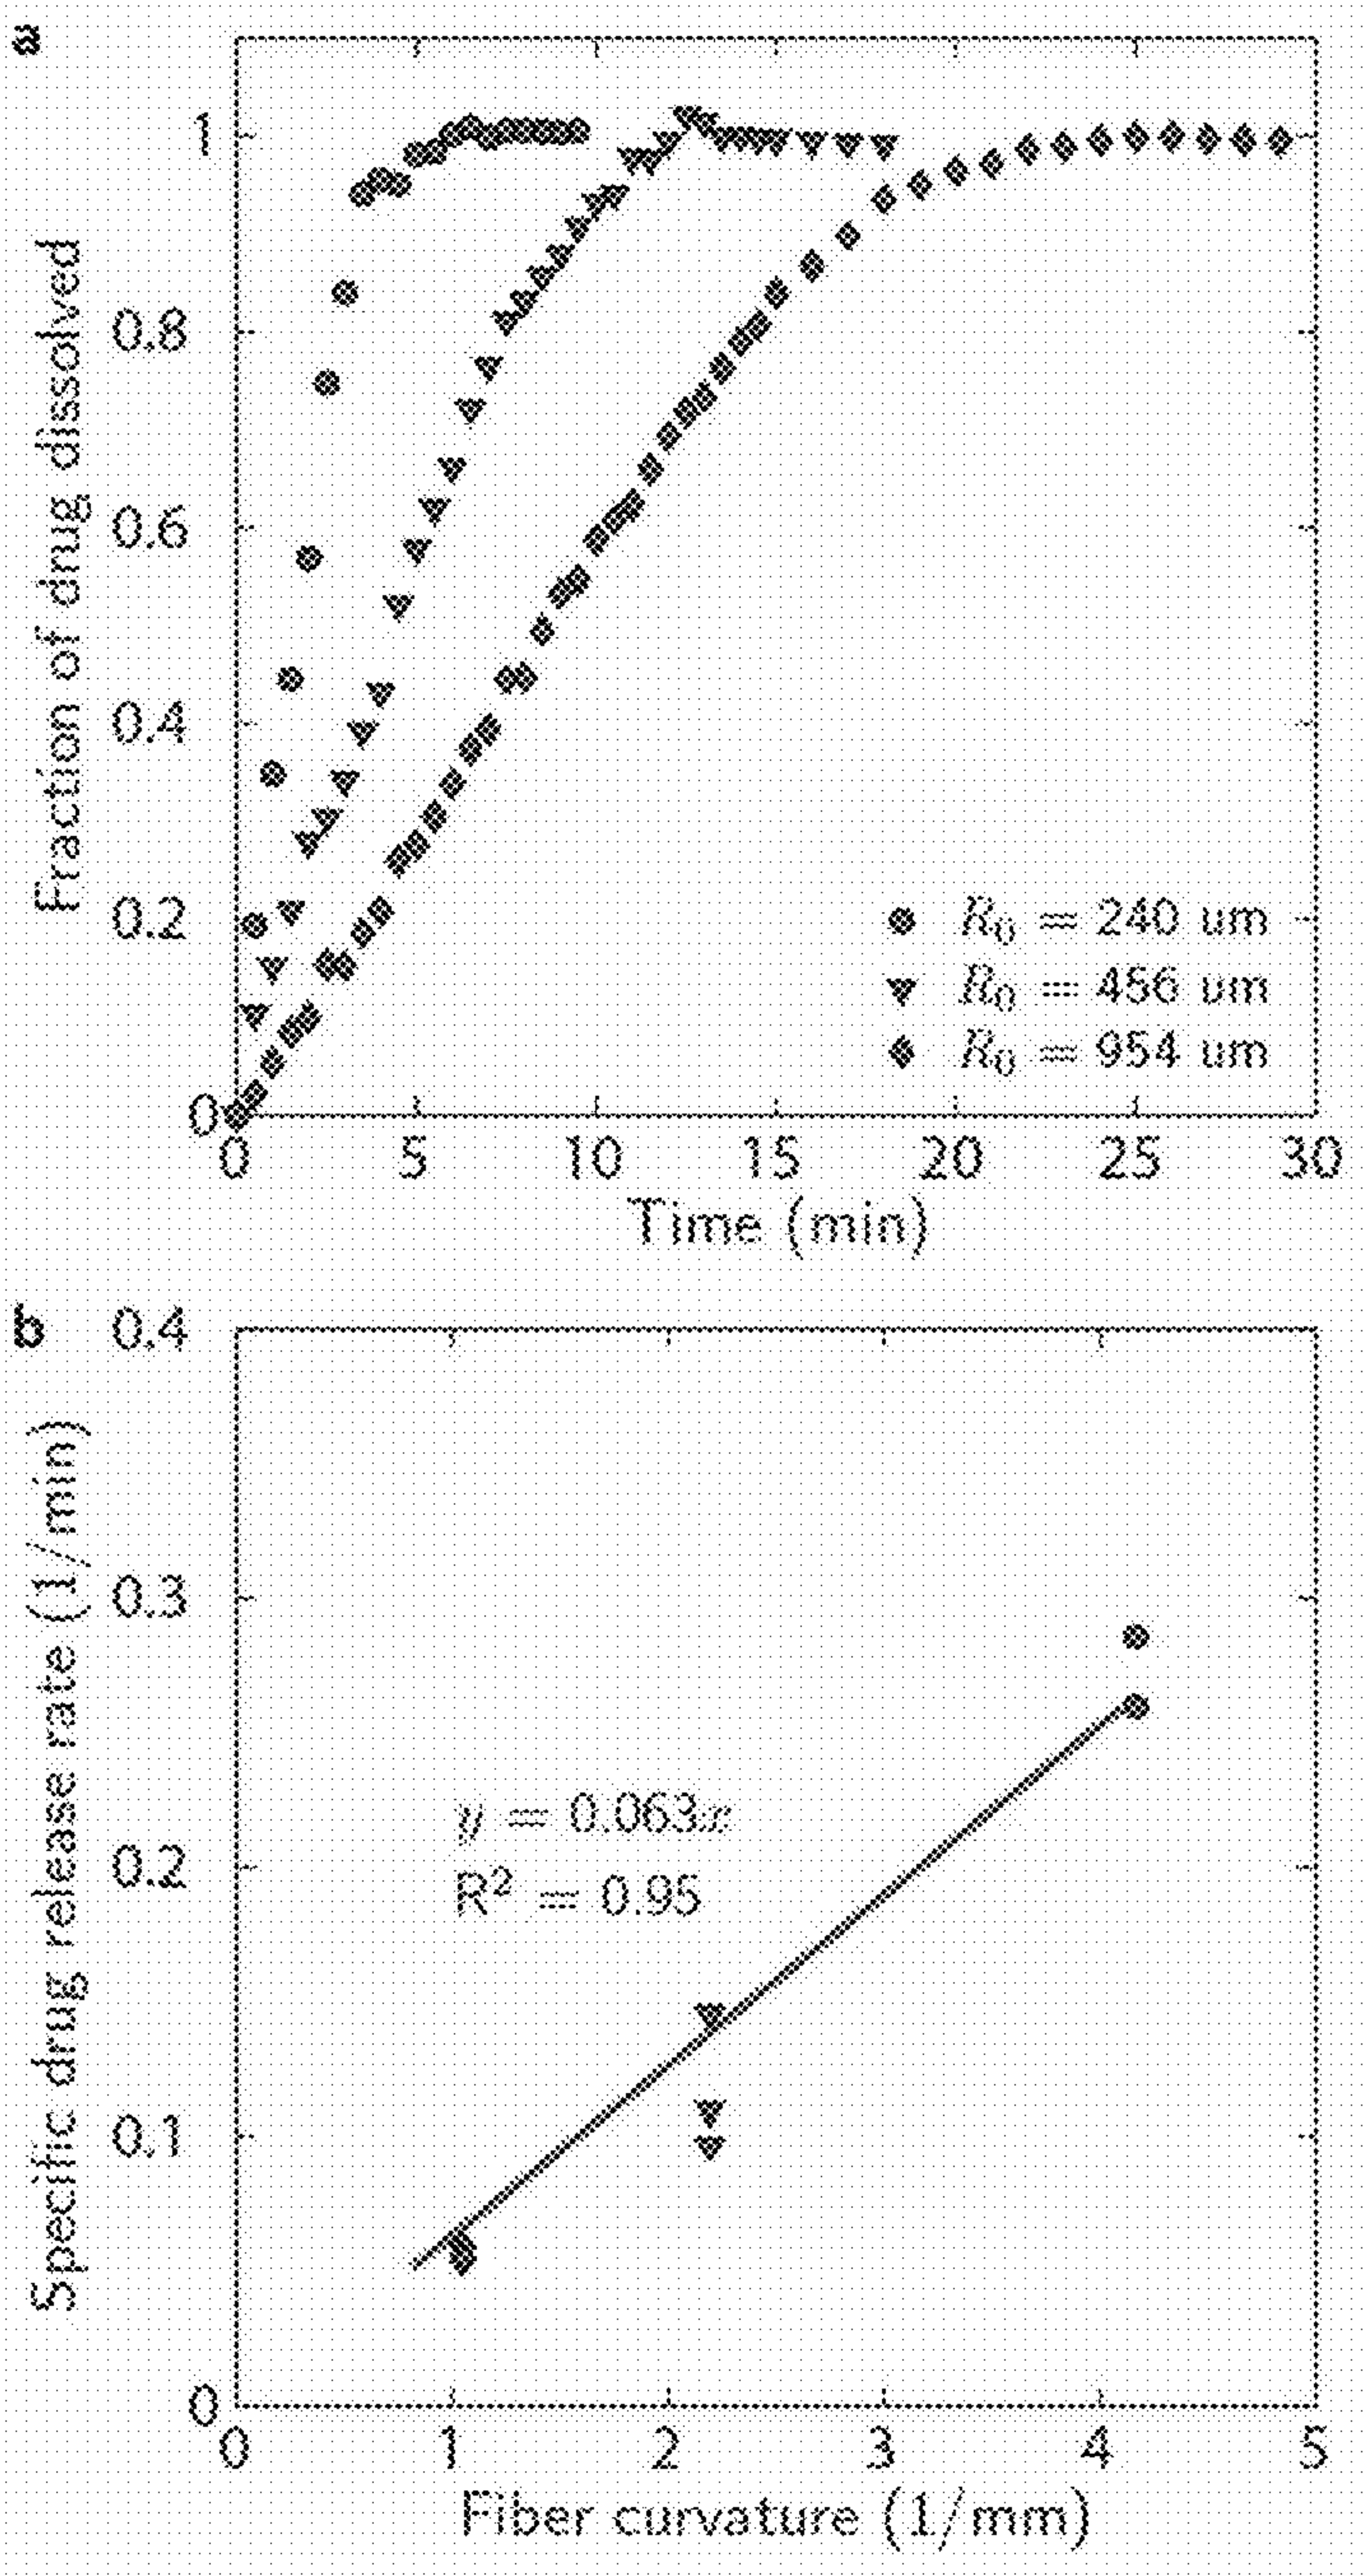 a
Fraction of drug dissolved
1
0.8
0.6
0.4
0.2
0
0 5 10 15 20 25 30
Time (min)
R₀ = 240 um
R₀ = 456 um
R₀ = 954 um
b
Specific drug release rate (1/min)
0.4
0.3
0.2
0.1
0
y = 0.063x
R² = 0.95
0 1 2 3 4 5
Fiber curvature (1/mm)